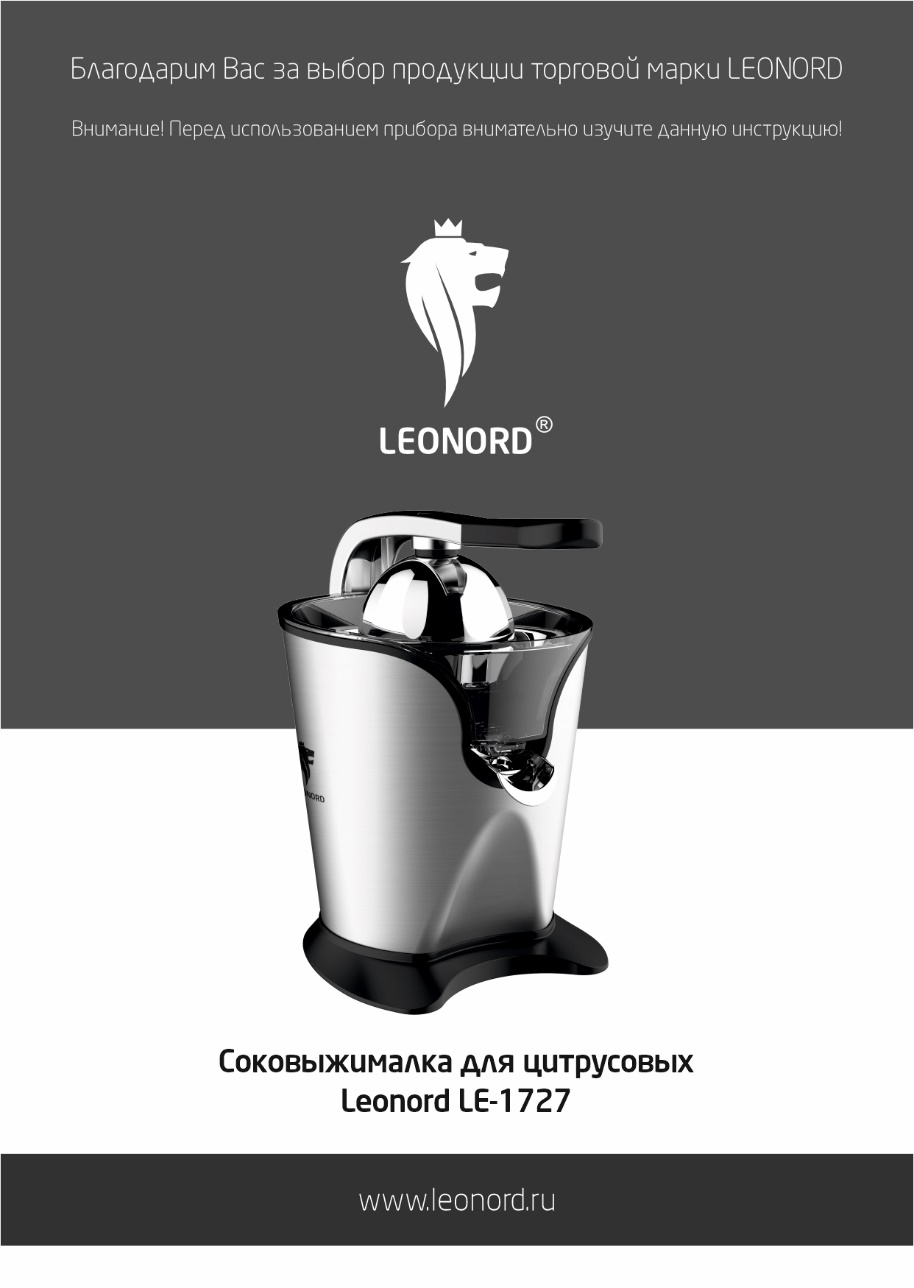 Благодарим Вас за выбор продукции торговой марки LEONORD
Внимание! Перед использованием прибора внимательно изучите данную инструкцию!
LEONORD®
Соковыжималка для цитрусовых
Leonord LE-1727
www.leonord.ru